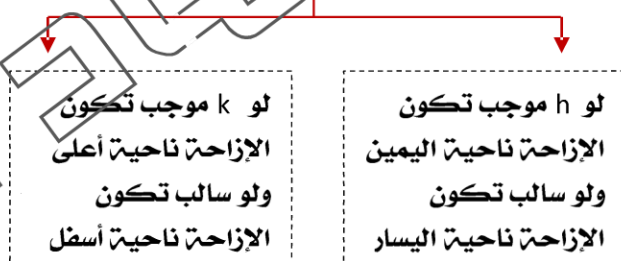 لو h موجب تكون
الإزاحة ناحية اليمين
ولو سالب تكون
الإزاحة ناحية اليسار
لو k موجب تكون
الإزاحة ناحية أعلى
ولو سالب تكون
الإزاحة ناحية أسفل